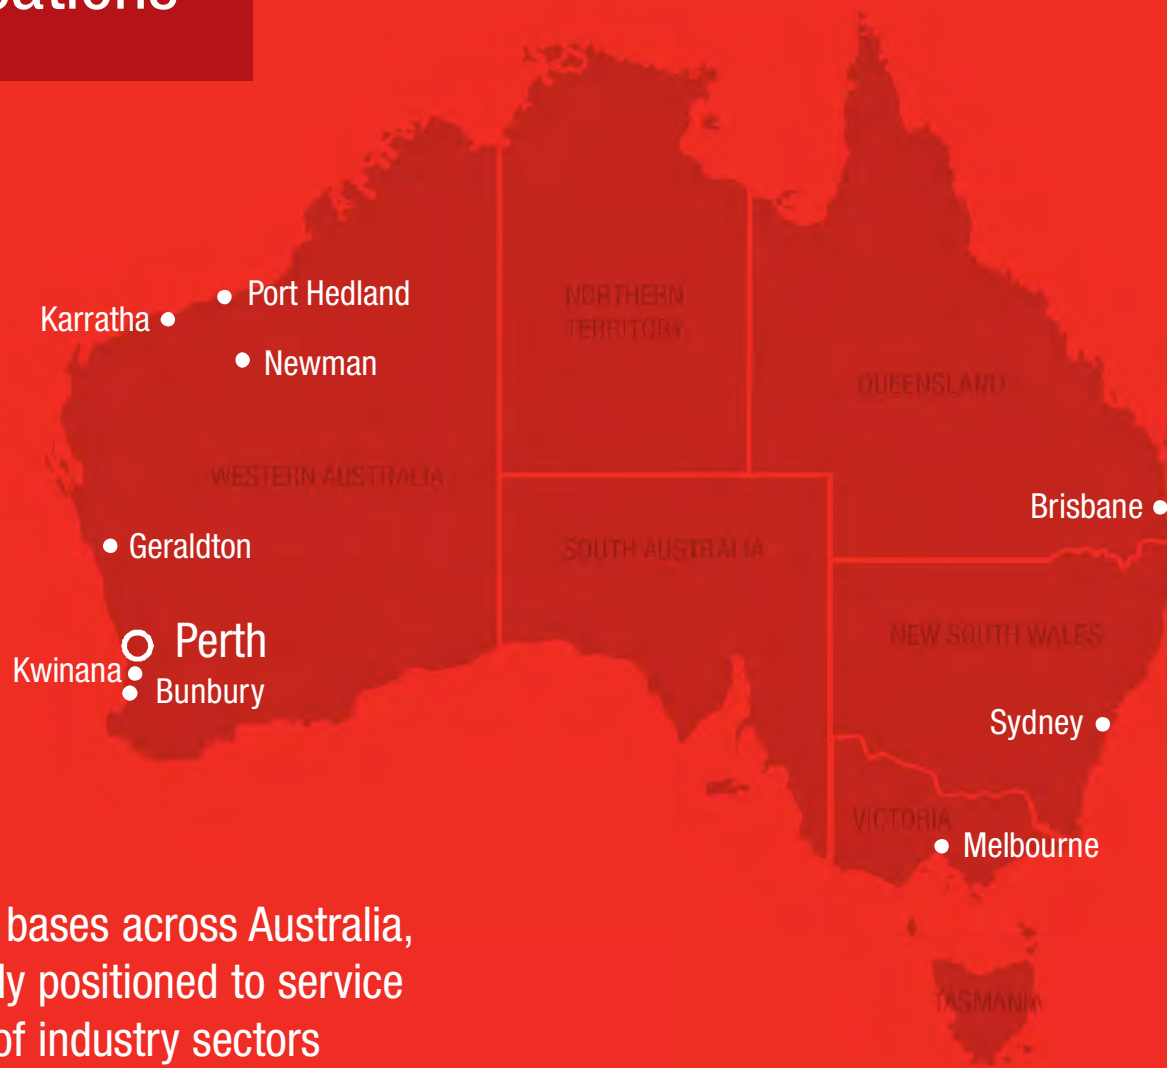 Port Hedland
Karratha
Newman
NORTHERN
TERRITORY
QUEENSLAND
WESTERN AUSTRALIA
Brisbane
Geraldton
SOUTH AUSTRALIA
Perth
NEW SOUTH WALES
Kwinana
Bunbury
Sydney
VICTORIA
Melbourne
bases across Australia,
positioned to service
of industry sectors
TASMANIA